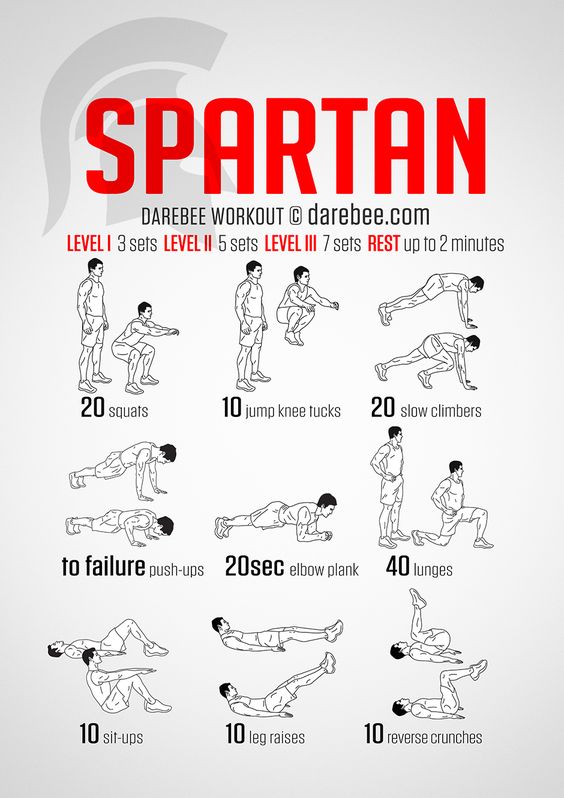 SPARTAN
DAREBEE WORKOUT © darebee.com
LEVEL I 3 sets LEVEL II 5 sets LEVEL III 7 sets REST up to 2 minutes
20 squats
10 jump knee tucks
20 slow climbers
to failure push-ups
20sec elbow plank
40 lunges
10 sit-ups
10 leg raises
10 reverse crunches